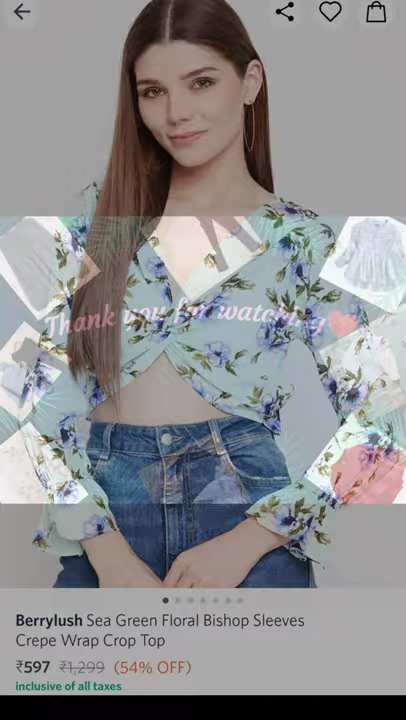 Thank you for watching
Berrylush Sea Green Floral Bishop Sleeves
Crepe Wrap Crop Top
₹597 ₹1,299 (54% OFF)
inclusive of all taxes